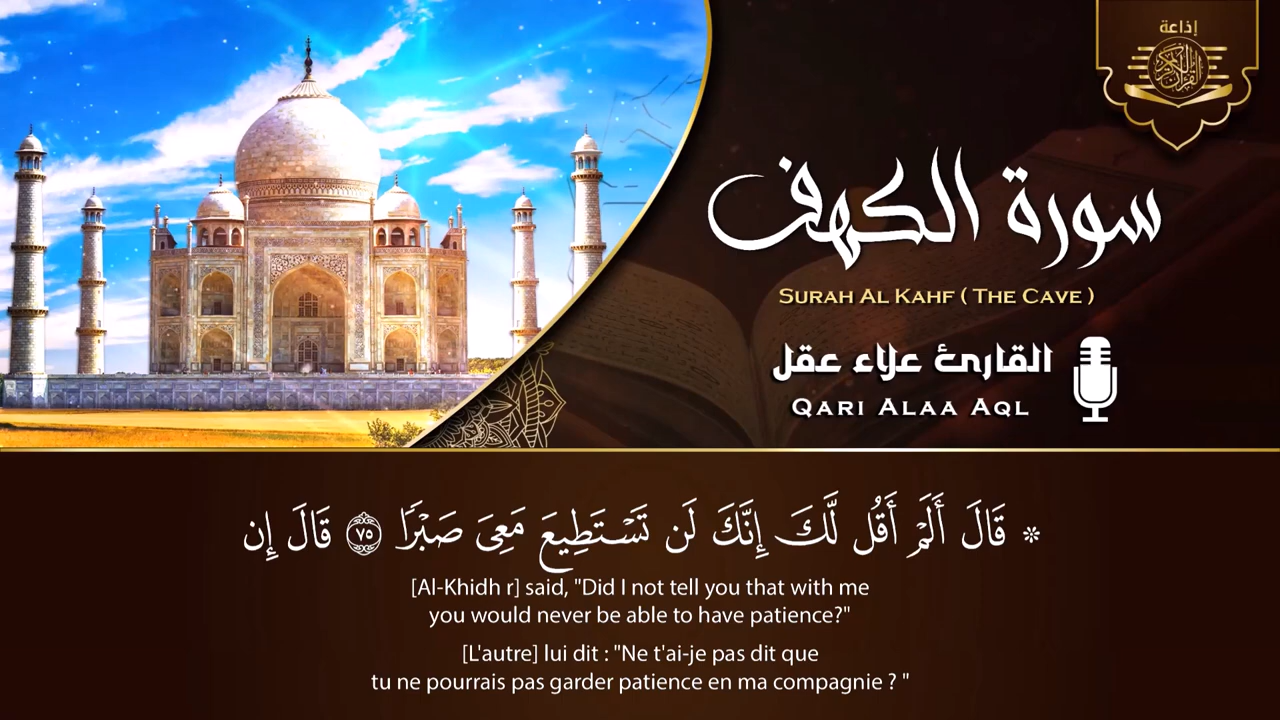 إذاعة
القرآن الكريم
سورة الكهف
SURAH AL KAHF ( THE CAVE )
القارئ علاء عقل
QARI ALAA AQL
۞ قَالَ أَلَمْ أَقُل لَّكَ إِنَّكَ لَن تَسْتَطِيعَ مَعِىَ صَبْرًا ٧٥ قَالَ إِن
[Al-Khidh r] said, "Did I not tell you that with me
you would never be able to have patience?"
[L'autre] lui dit : "Ne t'ai-je pas dit que
tu ne pourrais pas garder patience en ma compagnie ? "